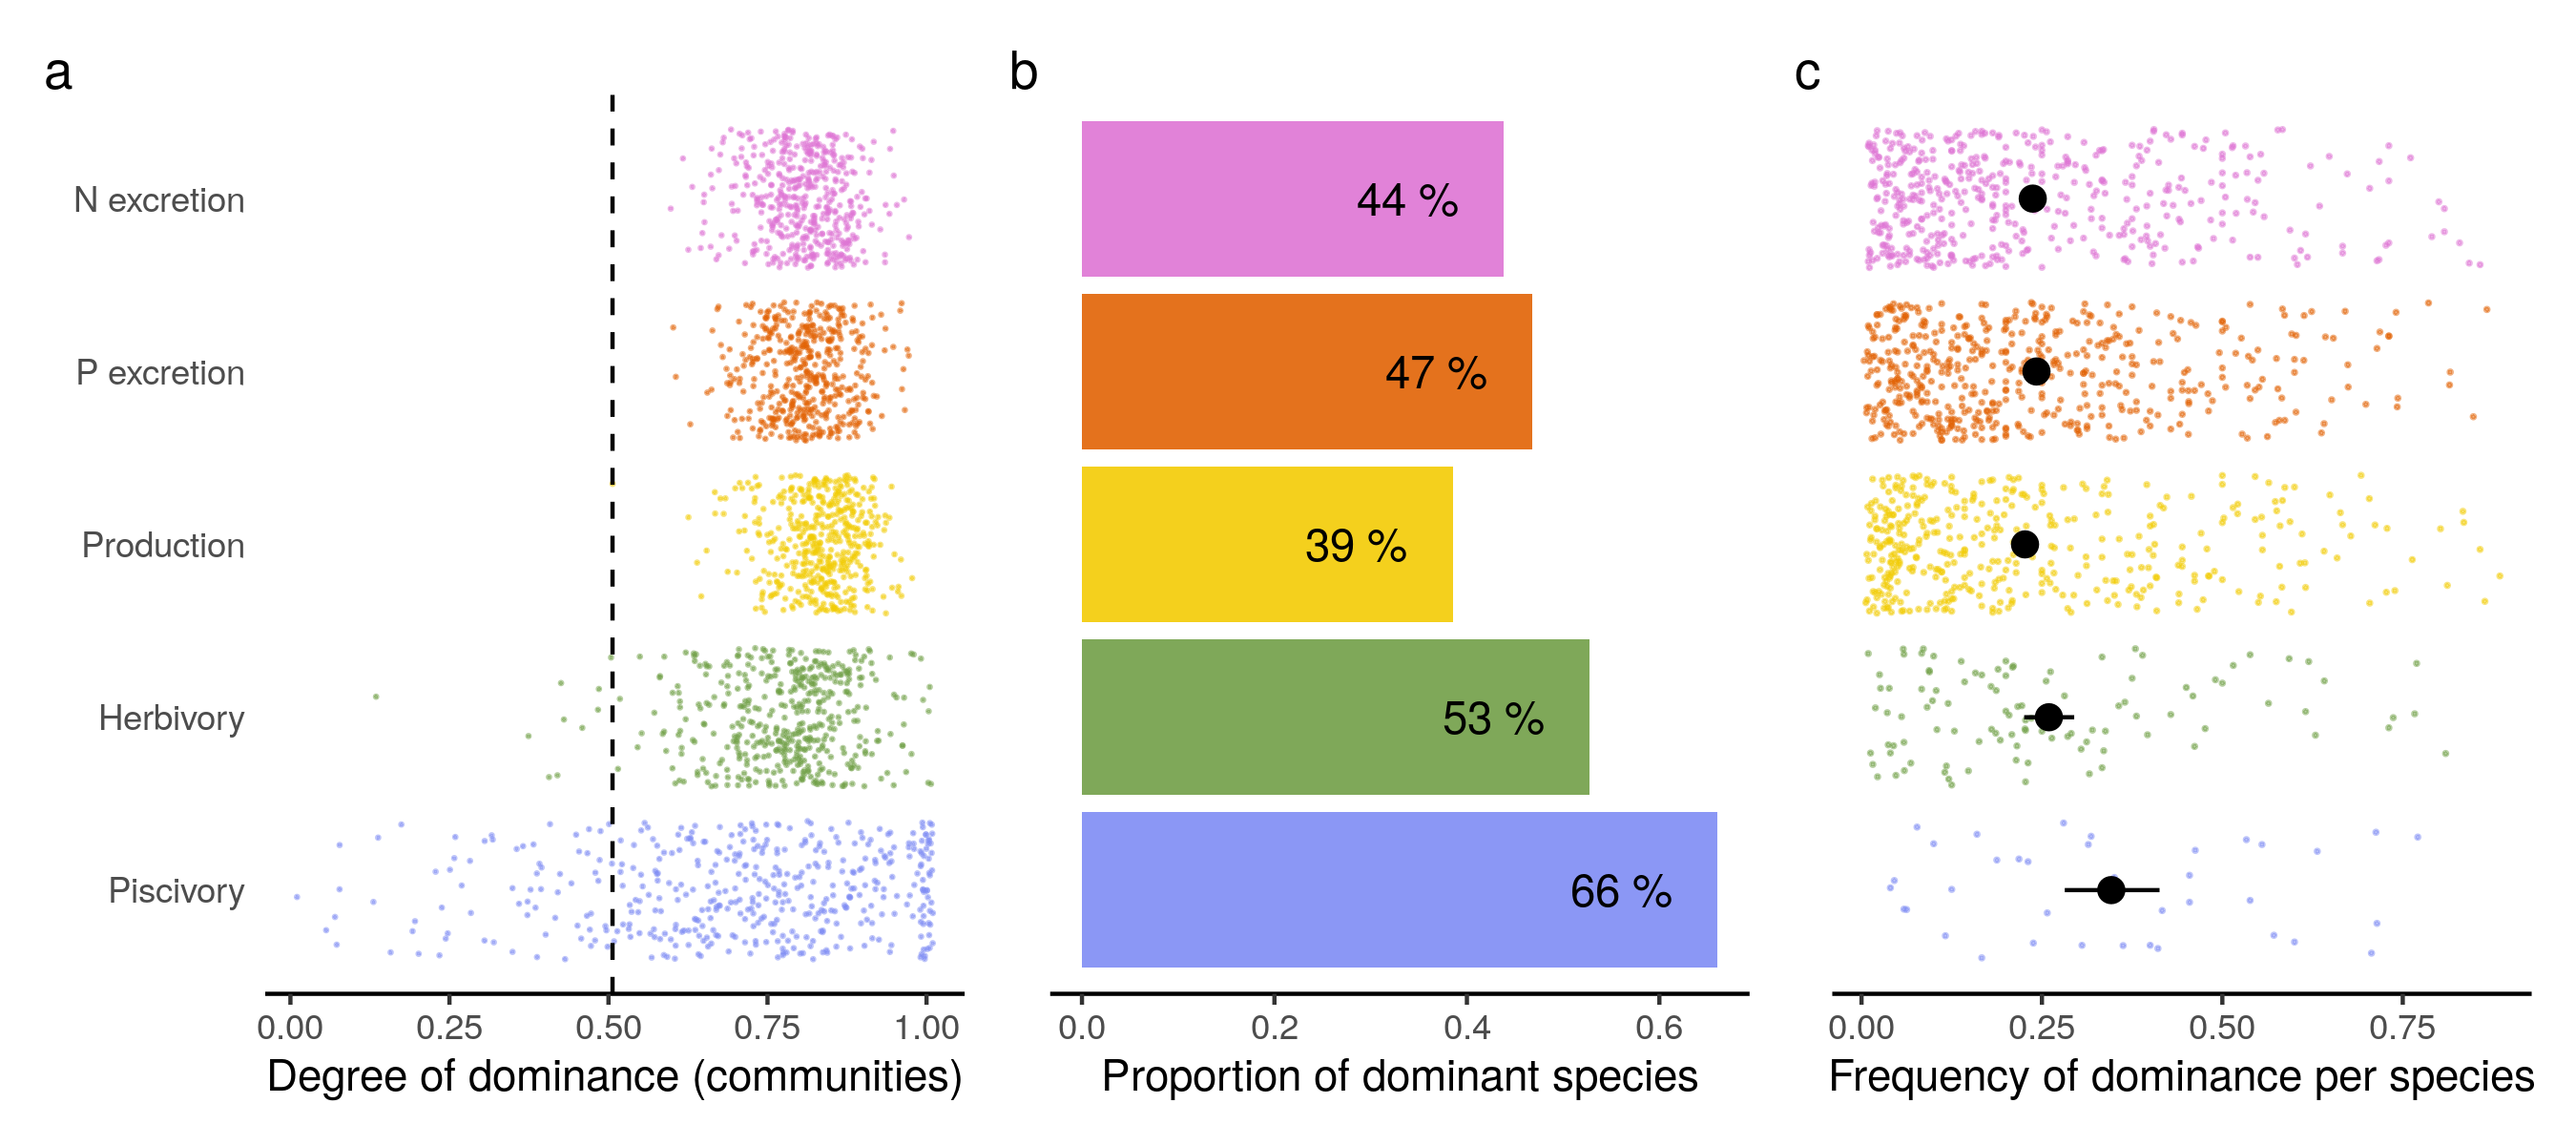 a
b
c
N excretion
P excretion
Production
Herbivory
Piscivory
44 %
47 %
39 %
53 %
66 %
0.00 0.25 0.50 0.75 1.00
Degree of dominance (communities)
0.0 0.2 0.4 0.6
Proportion of dominant species
0.00 0.25 0.50 0.75
Frequency of dominance per species